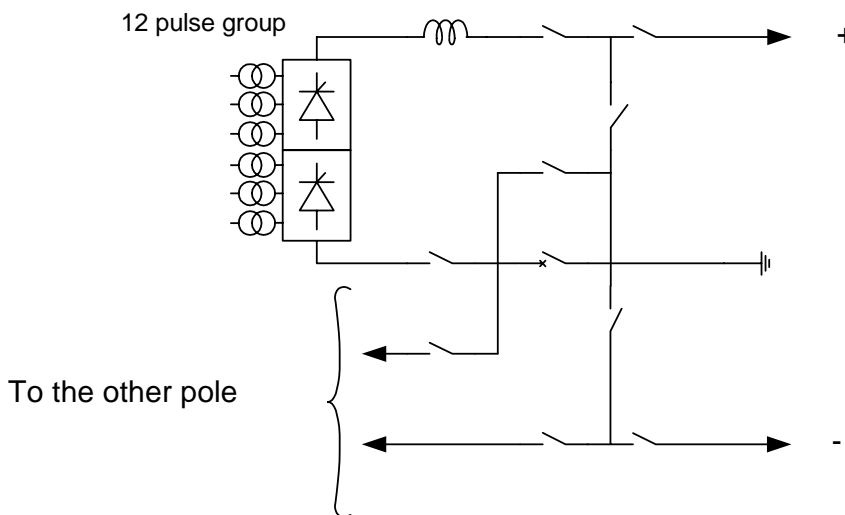 12 pulse group
+
To the other pole
-